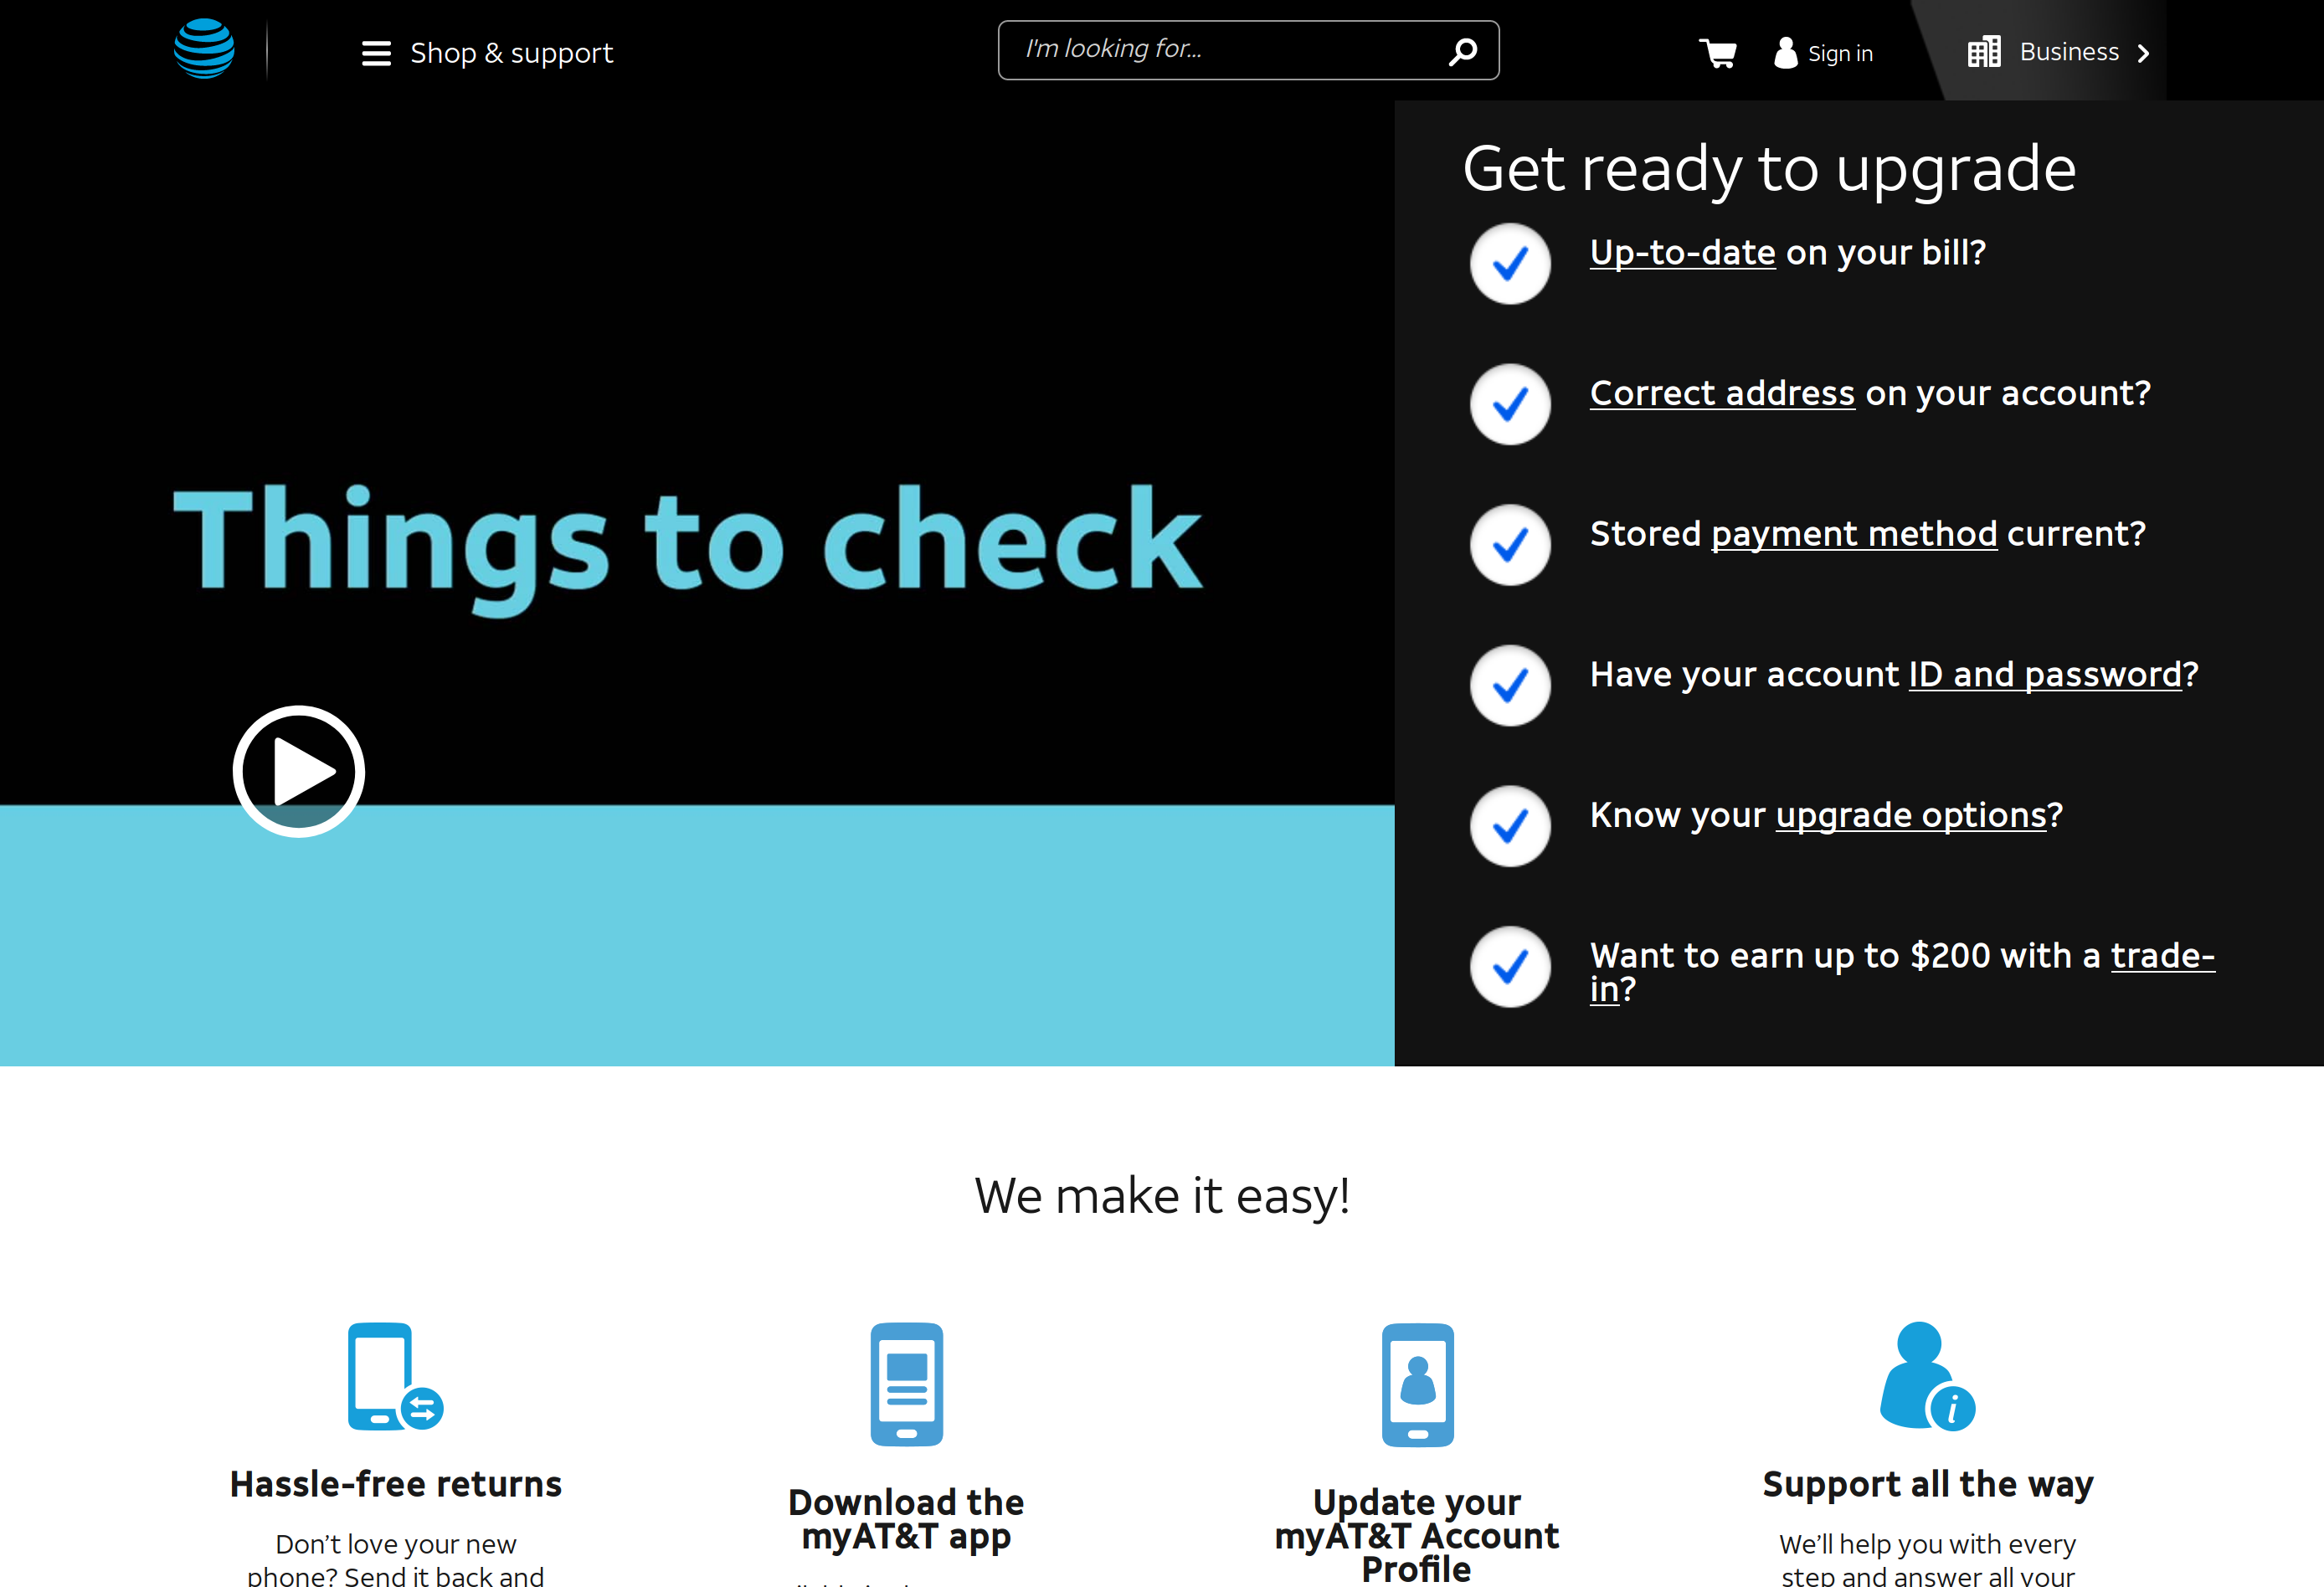 Shop & support
I'm looking for...
Sign in
Business
Things to check
Get ready to upgrade
Up-to-date on your bill?
Correct address on your account?
Stored payment method current?
Have your account ID and password?
Know your upgrade options?
Want to earn up to $200 with a trade-
in?
We make it easy!
Hassle-free returns
Don’t love your new
phone? Send it back and
Download the
myAT&T app
Update your
myAT&T Account
Profile
Support all the way
We’ll help you with every
step and answer all your